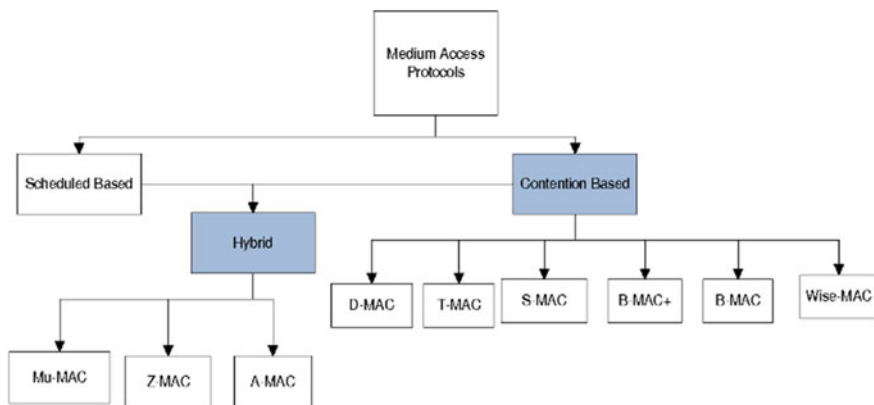 Medium Access
Protocols
Scheduled Based
Contention Based
Hybrid
D-MAC
T-MAC
S-MAC
B-MAC+
B-MAC
Wise-MAC
Mu-MAC
Z-MAC
A-MAC